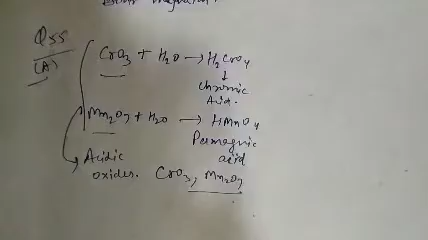 Q55
(A)
CrO3 + H2O → H2CrO4
↓
Chromic
Acid.
Mn2O7 + H2O → HMnO4
Permagnic
acid
Acidic
oxides. CrO3, Mn2O7